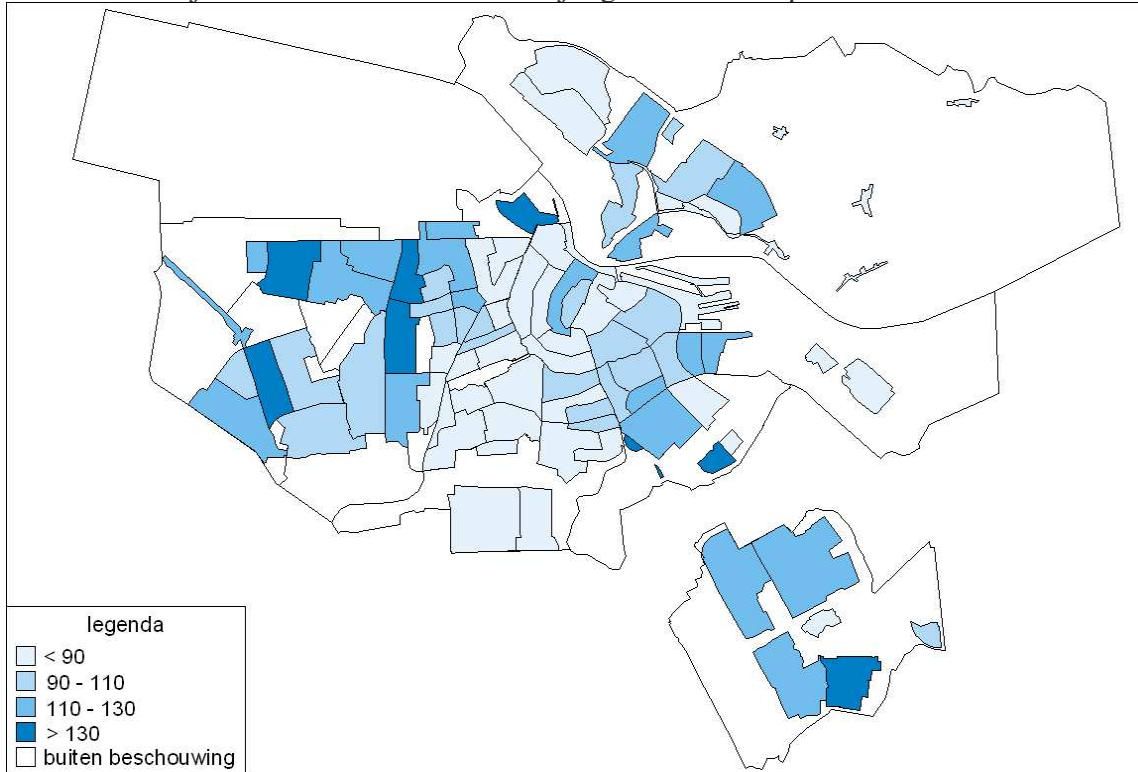 legenda
< 90
90 - 110
110 - 130
> 130
buiten beschouwing